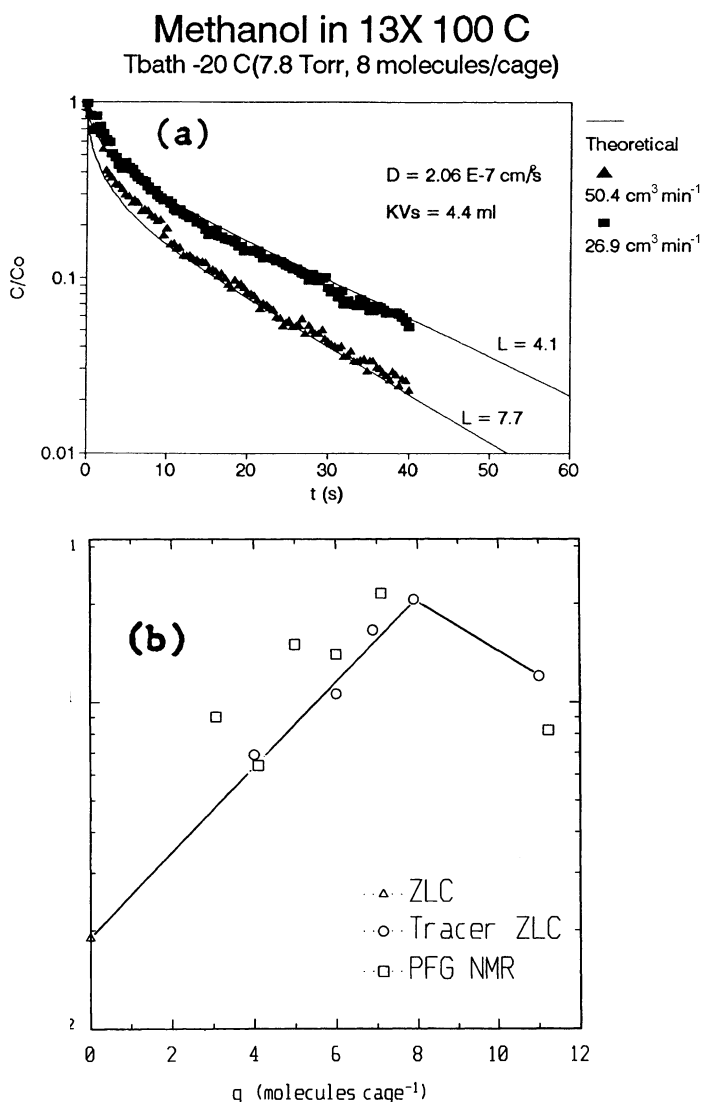 Methanol in 13X 100 C
Tbath -20 C(7.8 Torr, 8 molecules/cage)
(a)
D = 2.06 E-7 cm²/s
KVs = 4.4 ml
Theoretical
50.4 cm³ min⁻¹
26.9 cm³ min⁻¹
1
0.1
0.01
C/Co
L = 4.1
L = 7.7
0 10 20 30 40 50 60
t (s)
(b)
ZLC
Tracer ZLC
PFG NMR
0 2 4 6 8 10 12
q (molecules cage⁻¹)